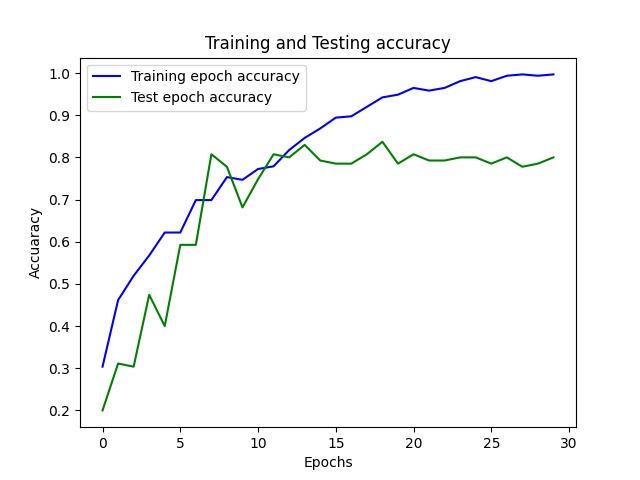 Training and Testing accuracy
Training epoch accuracy
Test epoch accuracy
1.0
0.9
0.8
0.7
0.6
0.5
0.4
0.3
0.2
Accuaracy
0 5 10 15 20 25 30
Epochs